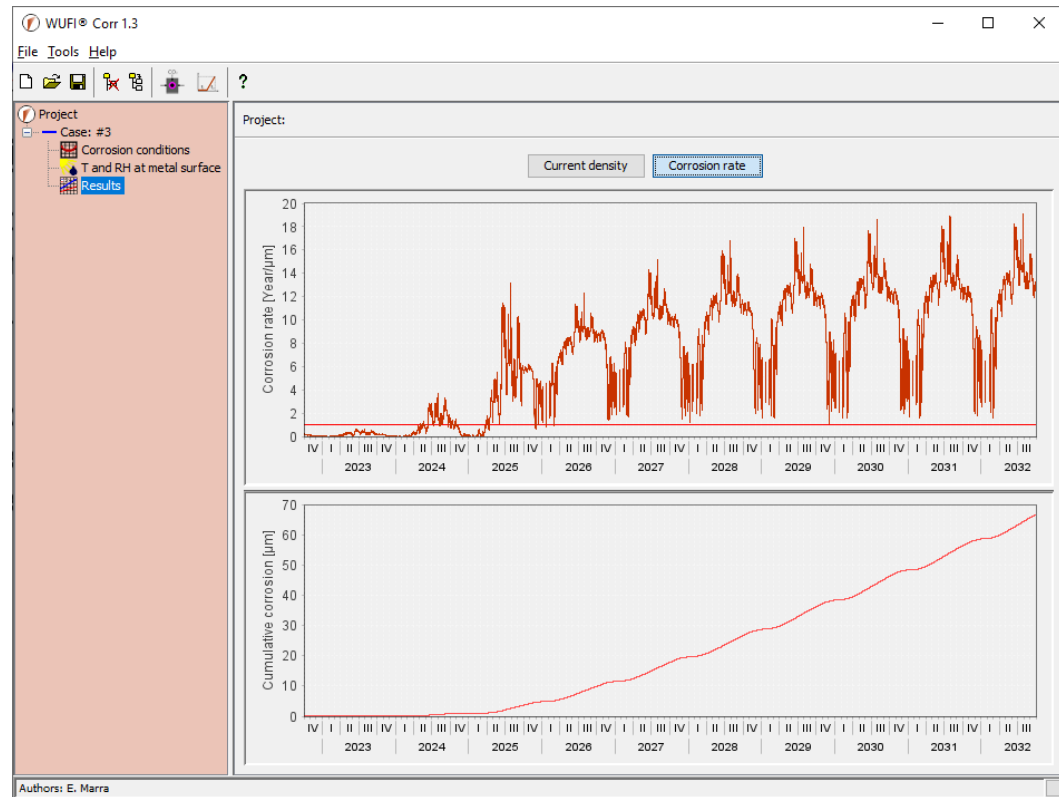 WUFI® Corr 1.3
File Tools Help
?
Project
Case: #3
Corrosion conditions
T and RH at metal surface
Results
Project:
Current density Corrosion rate
Corrosion rate [Year/µm]
20
18
16
14
12
10
8
6
4
2
0
IV I II III IV I II III IV I II III IV I II III IV I II III IV I II III IV I II III IV I II III IV I II III IV I II III
2023 2024 2025 2026 2027 2028 2029 2030 2031 2032
Cumulative corrosion [µm]
70
60
50
40
30
20
10
0
IV I II III IV I II III IV I II III IV I II III IV I II III IV I II III IV I II III IV I II III IV I II III IV I II III
2023 2024 2025 2026 2027 2028 2029 2030 2031 2032
Authors: E. Marra